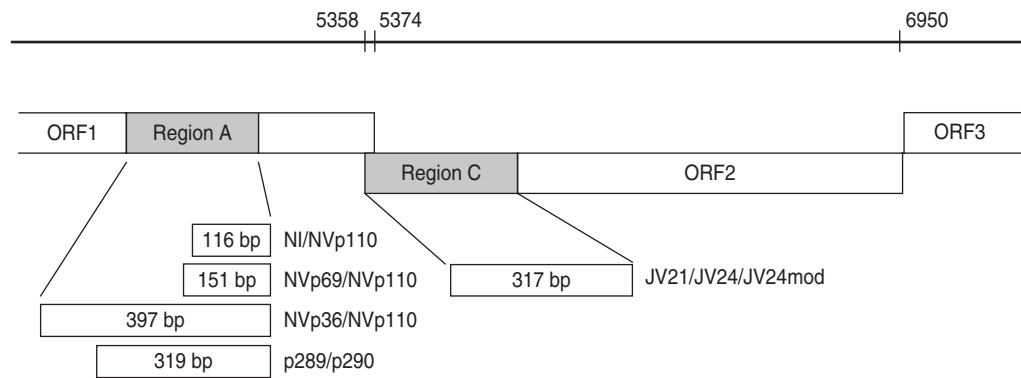 5358 5374 6950
ORF1 Region A ORF3
Region C ORF2
116 bp NI/NVp110
151 bp NVp69/NVp110 317 bp JV21/JV24/JV24mod
397 bp NVp36/NVp110
319 bp p289/p290